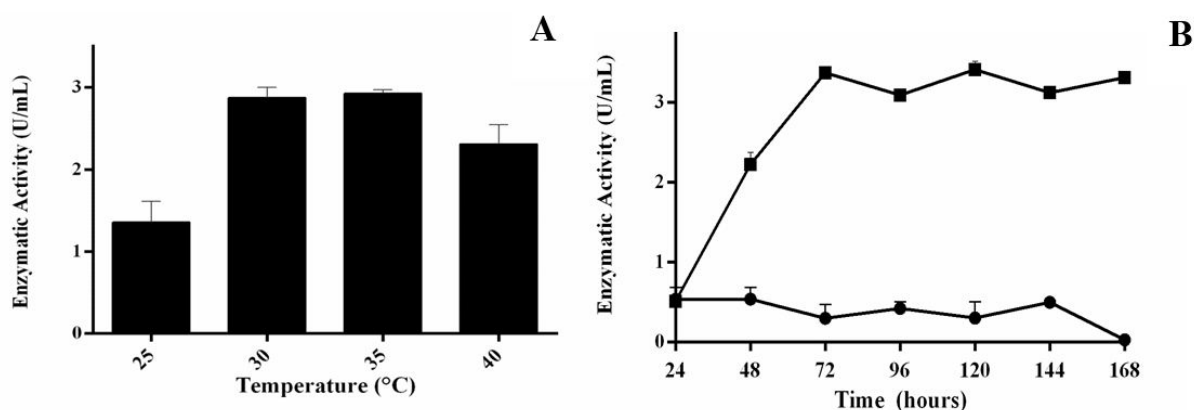 A
Enzymatic Activity (U/mL)
3
2
1
0
25 30 35 40
Temperature (°C)
B
Enzymatic Activity (U/mL)
3
2
1
0
24 48 72 96 120 144 168
Time (hours)